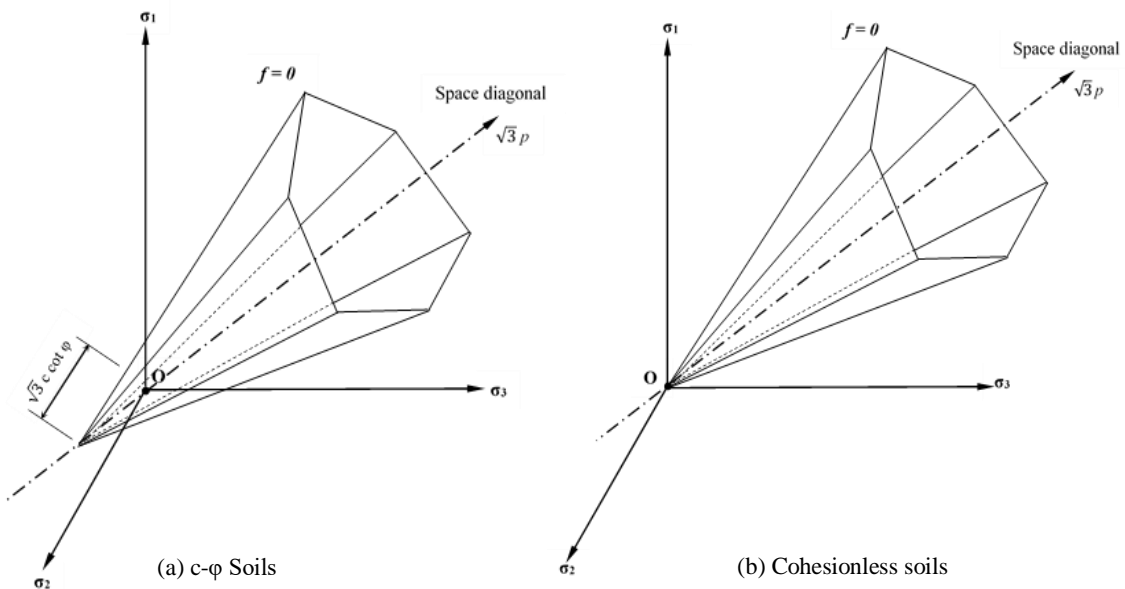 σ1
f = 0
Space diagonal
√3 p
√3 c cot φ
O
σ3
σ2
(a) c-φ Soils
σ1
f = 0
Space diagonal
√3 p
O
σ3
σ2
(b) Cohesionless soils